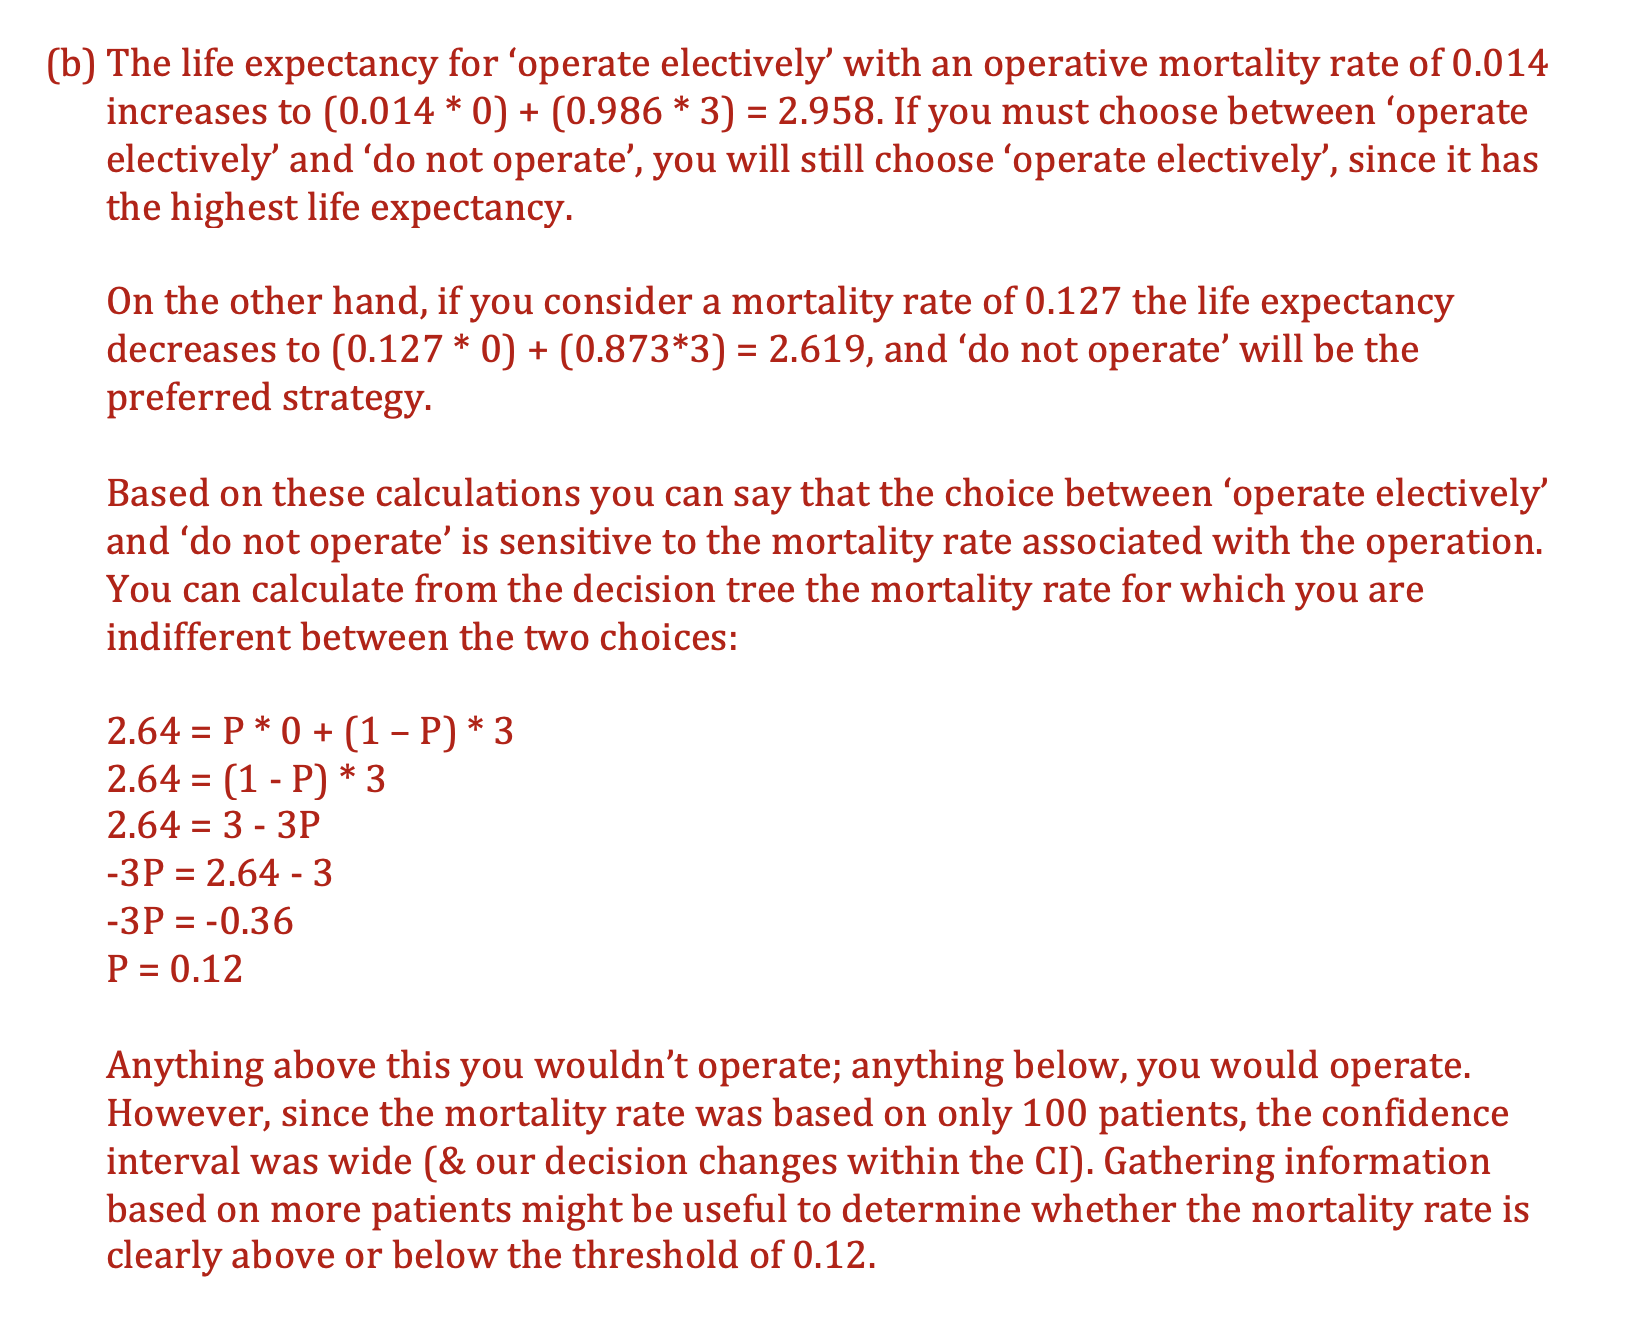 (b) The life expectancy for ‘operate electively’ with an operative mortality rate of 0.014
increases to (0.014 * 0) + (0.986 * 3) = 2.958. If you must choose between ‘operate
electively’ and ‘do not operate’, you will still choose ‘operate electively’, since it has
the highest life expectancy.
On the other hand, if you consider a mortality rate of 0.127 the life expectancy
decreases to (0.127 * 0) + (0.873*3) = 2.619, and ‘do not operate’ will be the
preferred strategy.
Based on these calculations you can say that the choice between ‘operate electively’
and ‘do not operate’ is sensitive to the mortality rate associated with the operation.
You can calculate from the decision tree the mortality rate for which you are
indifferent between the two choices:
2.64 = P * 0 + (1 – P) * 3
2.64 = (1 - P) * 3
2.64 = 3 - 3P
-3P = 2.64 - 3
-3P = -0.36
P = 0.12
Anything above this you wouldn’t operate; anything below, you would operate.
However, since the mortality rate was based on only 100 patients, the confidence
interval was wide (& our decision changes within the CI). Gathering information
based on more patients might be useful to determine whether the mortality rate is
clearly above or below the threshold of 0.12.